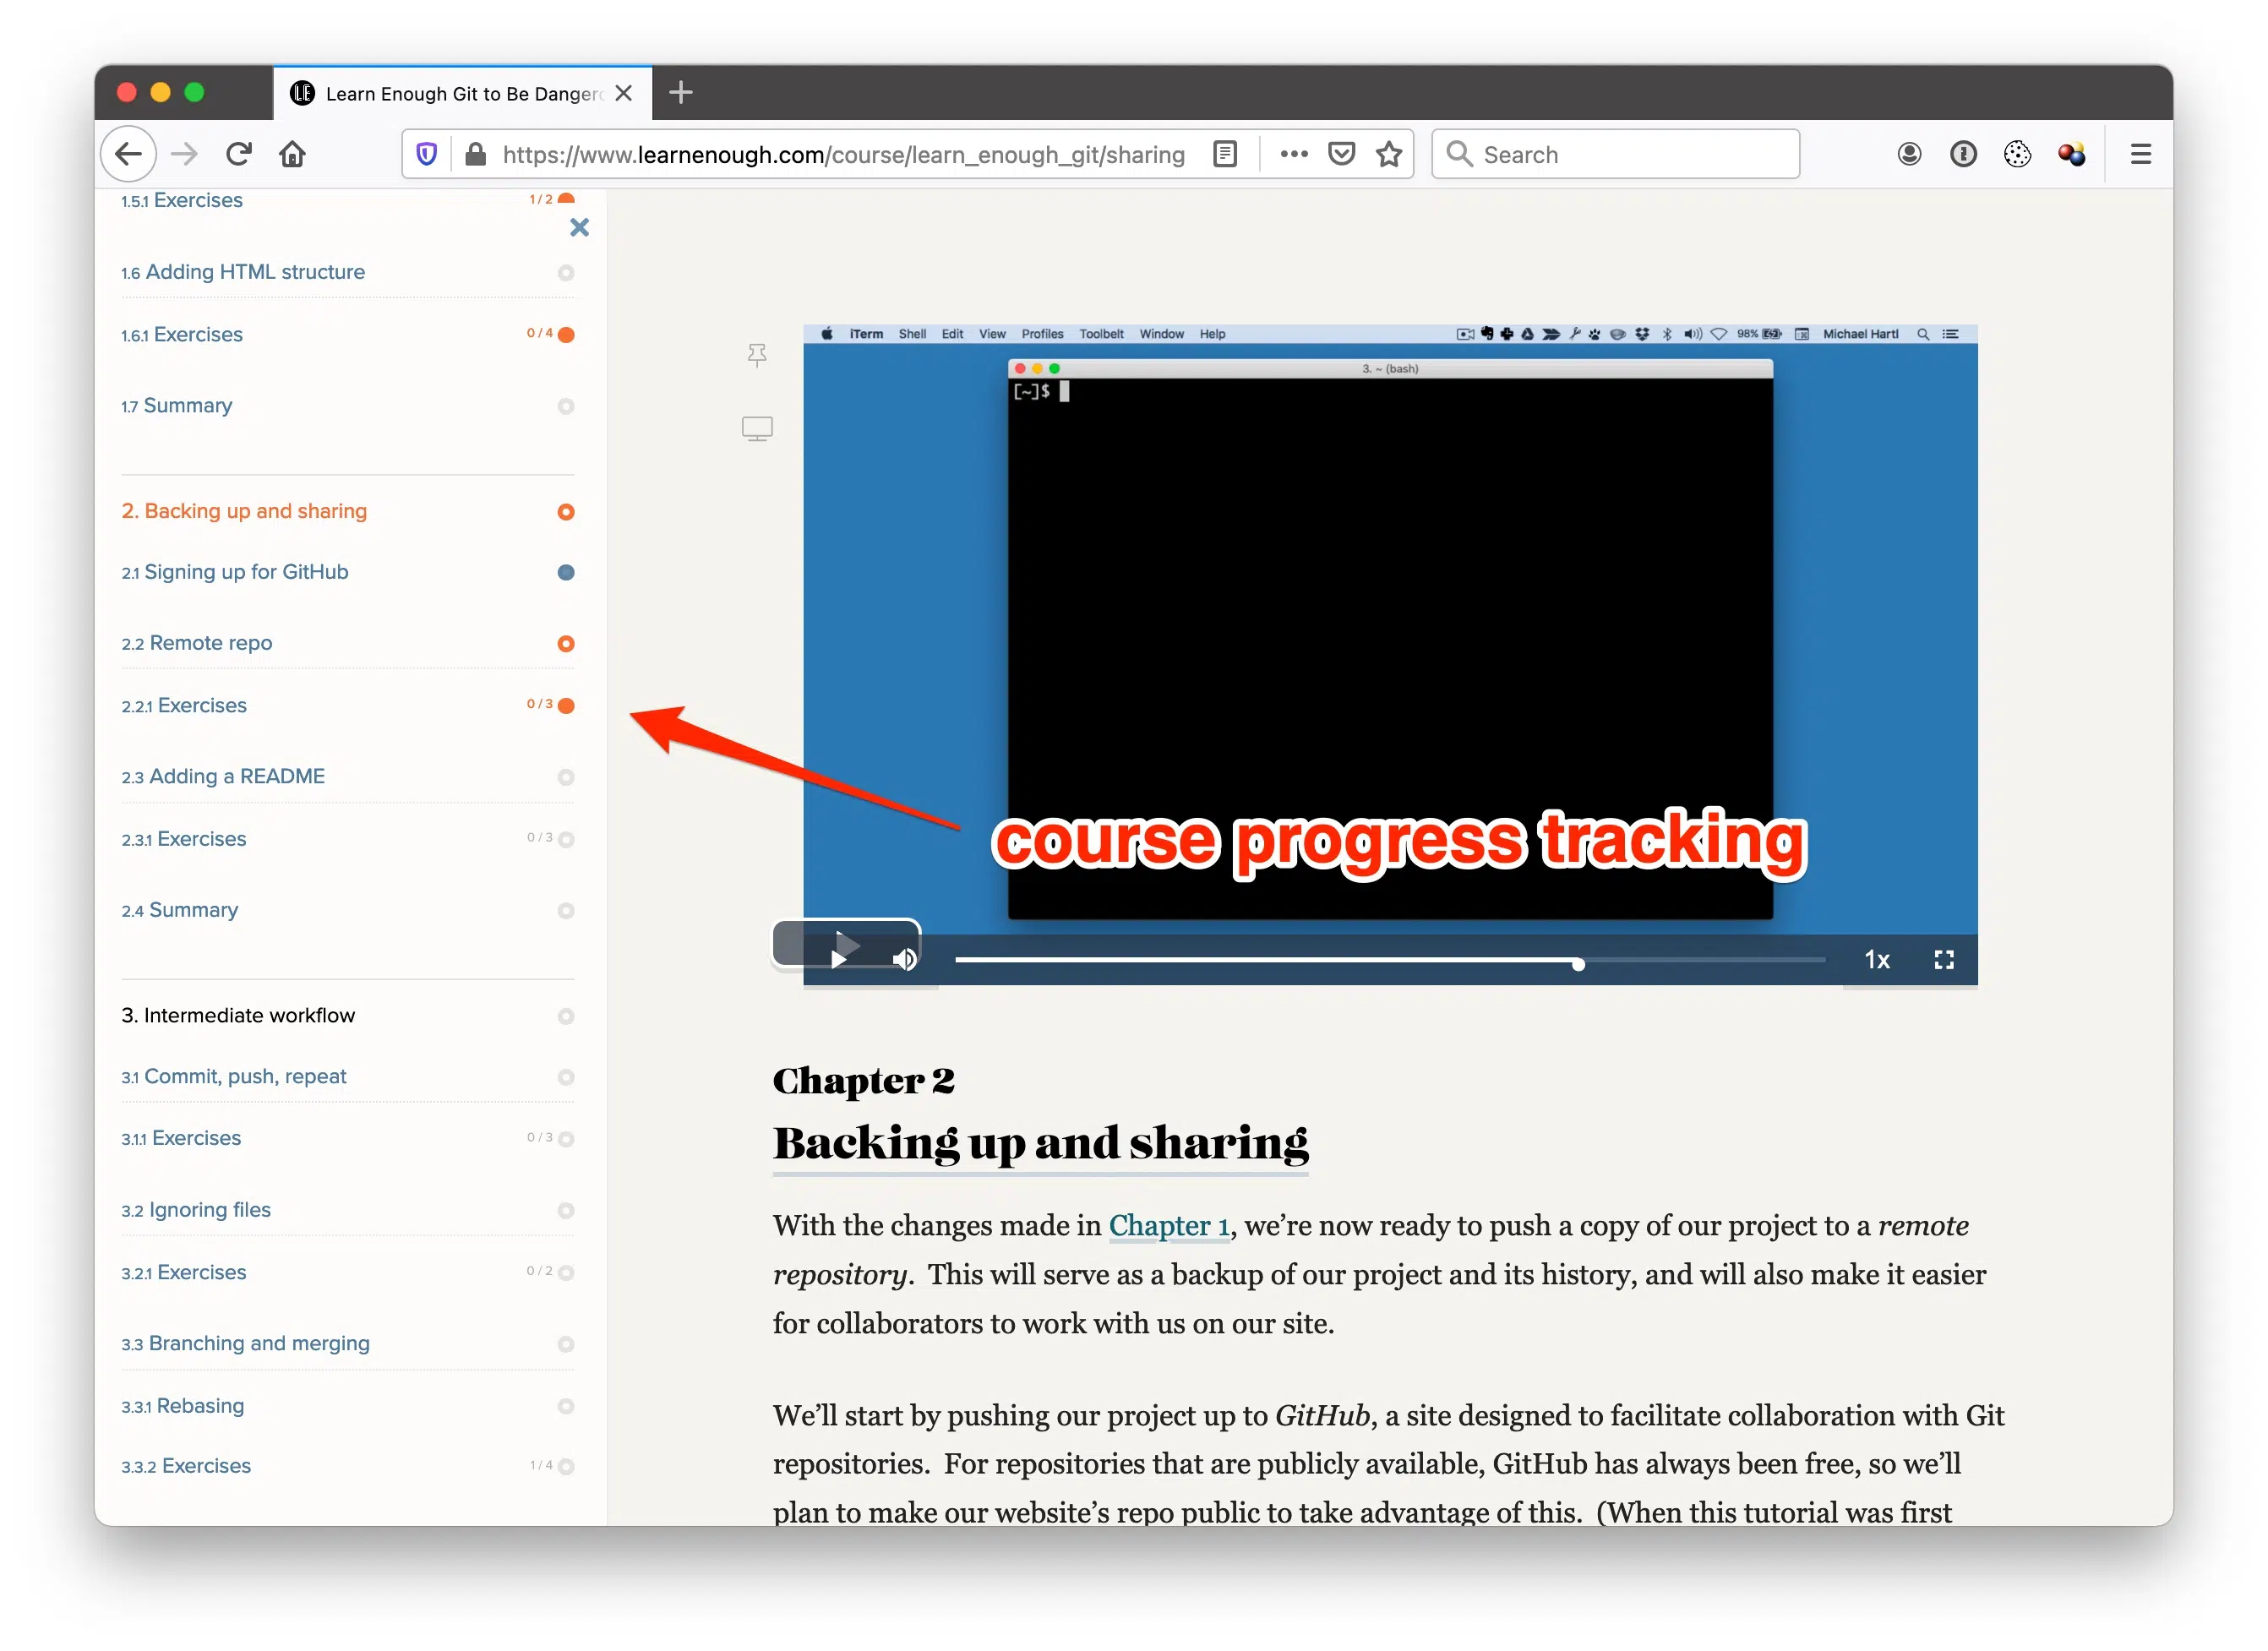 Learn Enough Git to Be Dangero
https://www.learnenough.com/course/learn_enough_git/sharing
Search
1.5.1 Exercises 1 / 2
1.6 Adding HTML structure
1.6.1 Exercises 0 / 4
1.7 Summary
2. Backing up and sharing
2.1 Signing up for GitHub
2.2 Remote repo
2.2.1 Exercises 0 / 3
2.3 Adding a README
2.3.1 Exercises 0 / 3
2.4 Summary
3. Intermediate workflow
3.1 Commit, push, repeat
3.1.1 Exercises 0 / 3
3.2 Ignoring files
3.2.1 Exercises 0 / 2
3.3 Branching and merging
3.3.1 Rebasing
3.3.2 Exercises 1 / 4
iTerm Shell Edit View Profiles Toolbelt Window Help 98% Michael Hartl
3. ~ (bash)
[~]$
course progress tracking
1x
Chapter 2
Backing up and sharing
With the changes made in Chapter 1, we’re now ready to push a copy of our project to a remote
repository. This will serve as a backup of our project and its history, and will also make it easier
for collaborators to work with us on our site.
We’ll start by pushing our project up to GitHub, a site designed to facilitate collaboration with Git
repositories. For repositories that are publicly available, GitHub has always been free, so we’ll
plan to make our website’s repo public to take advantage of this. (When this tutorial was first